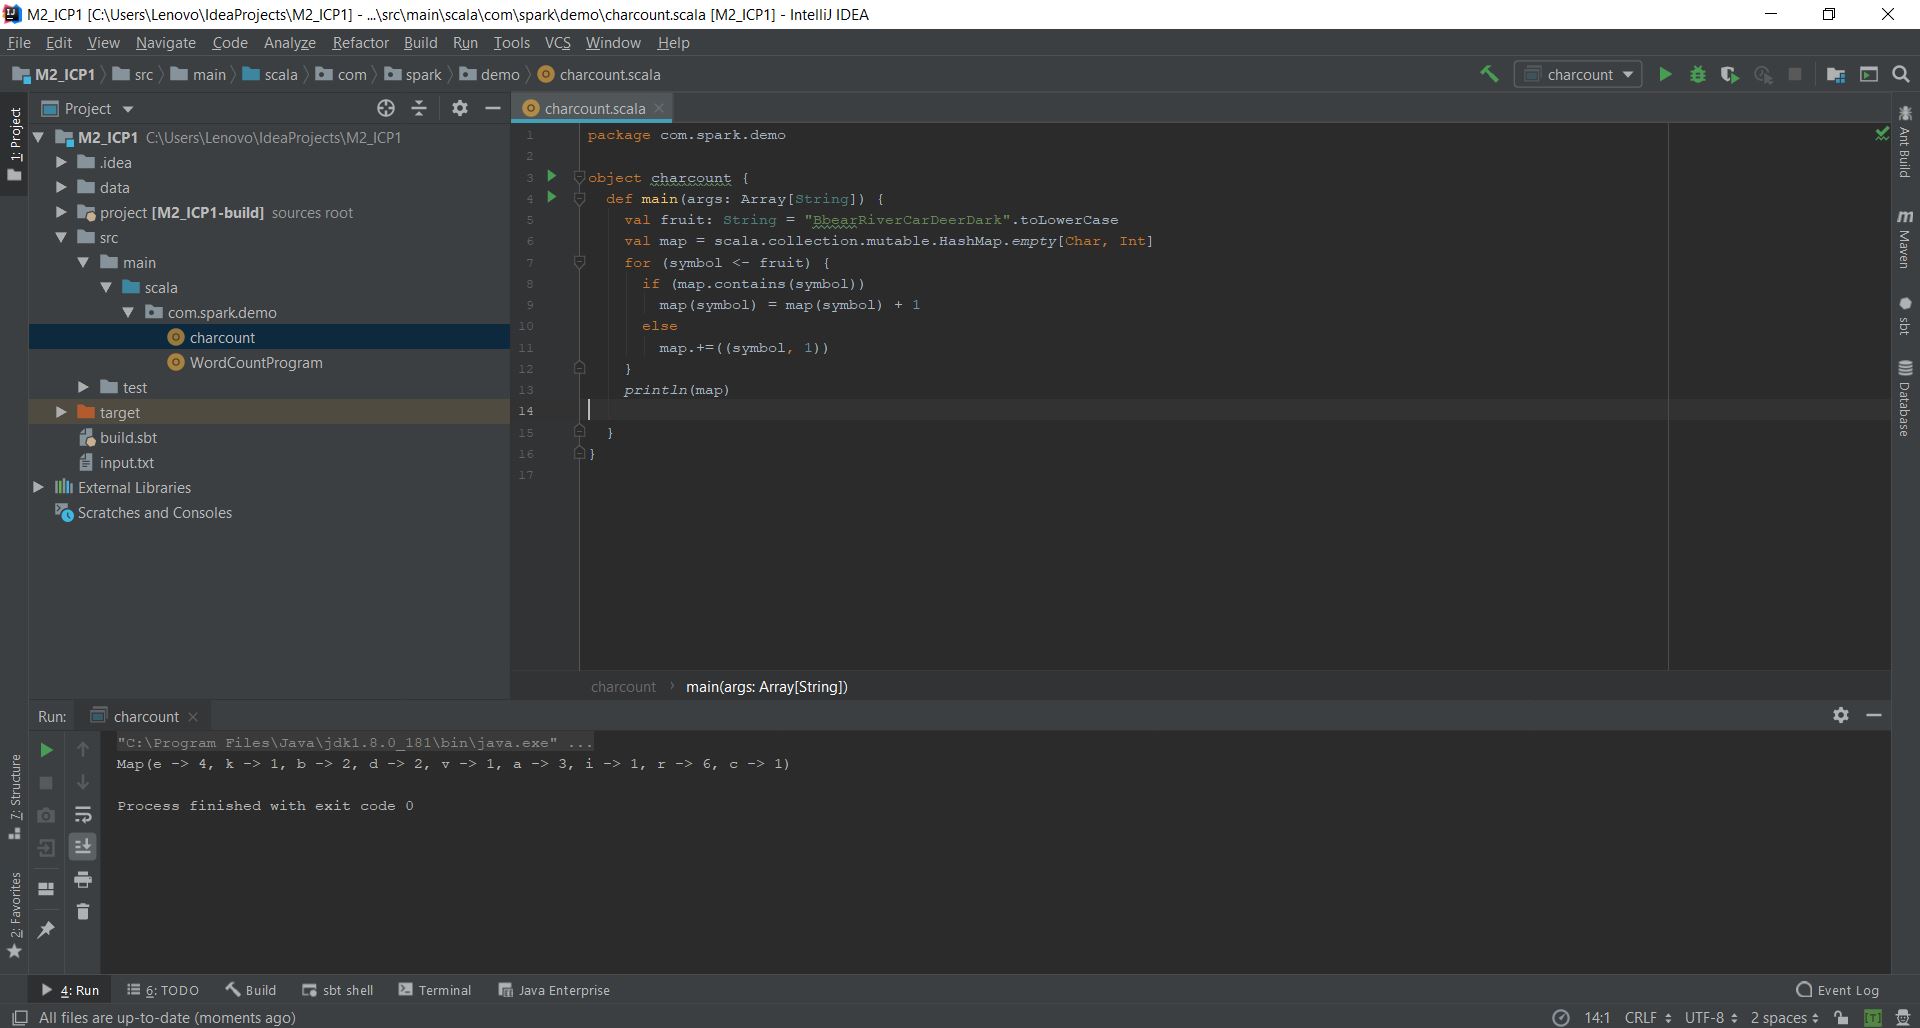 M2_ICP1 [C:\Users\Lenovo\IdeaProjects\M2_ICP1] - ...\src\main\scala\com\spark\demo\charcount.scala [M2_ICP1] - IntelliJ IDEA
File Edit View Navigate Code Analyze Refactor Build Run Tools VCS Window Help
M2_ICP1 src main scala com spark demo charcount.scala
charcount
1: Project
Project
M2_ICP1 C:\Users\Lenovo\IdeaProjects\M2_ICP1
.idea
data
project [M2_ICP1-build] sources root
src
main
scala
com.spark.demo
charcount
WordCountProgram
test
target
build.sbt
input.txt
External Libraries
Scratches and Consoles
charcount.scala
1 package com.spark.demo
2
3 object charcount {
4 def main(args: Array[String]) {
5 val fruit: String = "BbearRiverCarDeerDark".toLowerCase
6 val map = scala.collection.mutable.HashMap.empty[Char, Int]
7 for (symbol <- fruit) {
8 if (map.contains(symbol))
9 map(symbol) = map(symbol) + 1
10 else
11 map.+=((symbol, 1))
12 }
13 println(map)
14
15 }
16 }
17
charcount › main(args: Array[String])
Ant Build
m Maven
sbt
Database
Run: charcount
"C:\Program Files\Java\jdk1.8.0_181\bin\java.exe" ...
Map(e -> 4, k -> 1, b -> 2, d -> 2, v -> 1, a -> 3, i -> 1, r -> 6, c -> 1)
Process finished with exit code 0
7: Structure
2: Favorites
4: Run 6: TODO Build sbt shell Terminal Java Enterprise Event Log
All files are up-to-date (moments ago) 14:1 CRLF UTF-8 2 spaces [T]